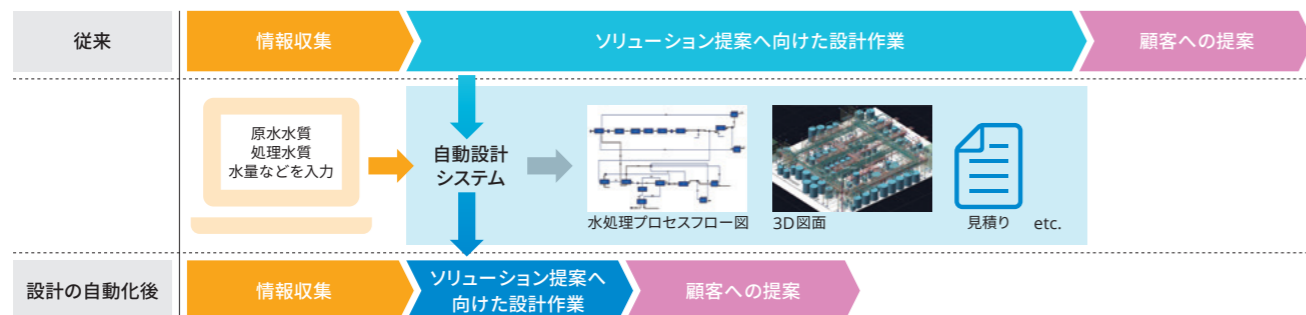 従来
情報収集
ソリューション提案へ向けた設計作業
顧客への提案
原水水質
処理水質
水量などを入力
自動設計
システム
水処理プロセスフロー図
3D図面
見積り
etc.
設計の自動化後
情報収集
ソリューション提案へ
向けた設計作業
顧客への提案